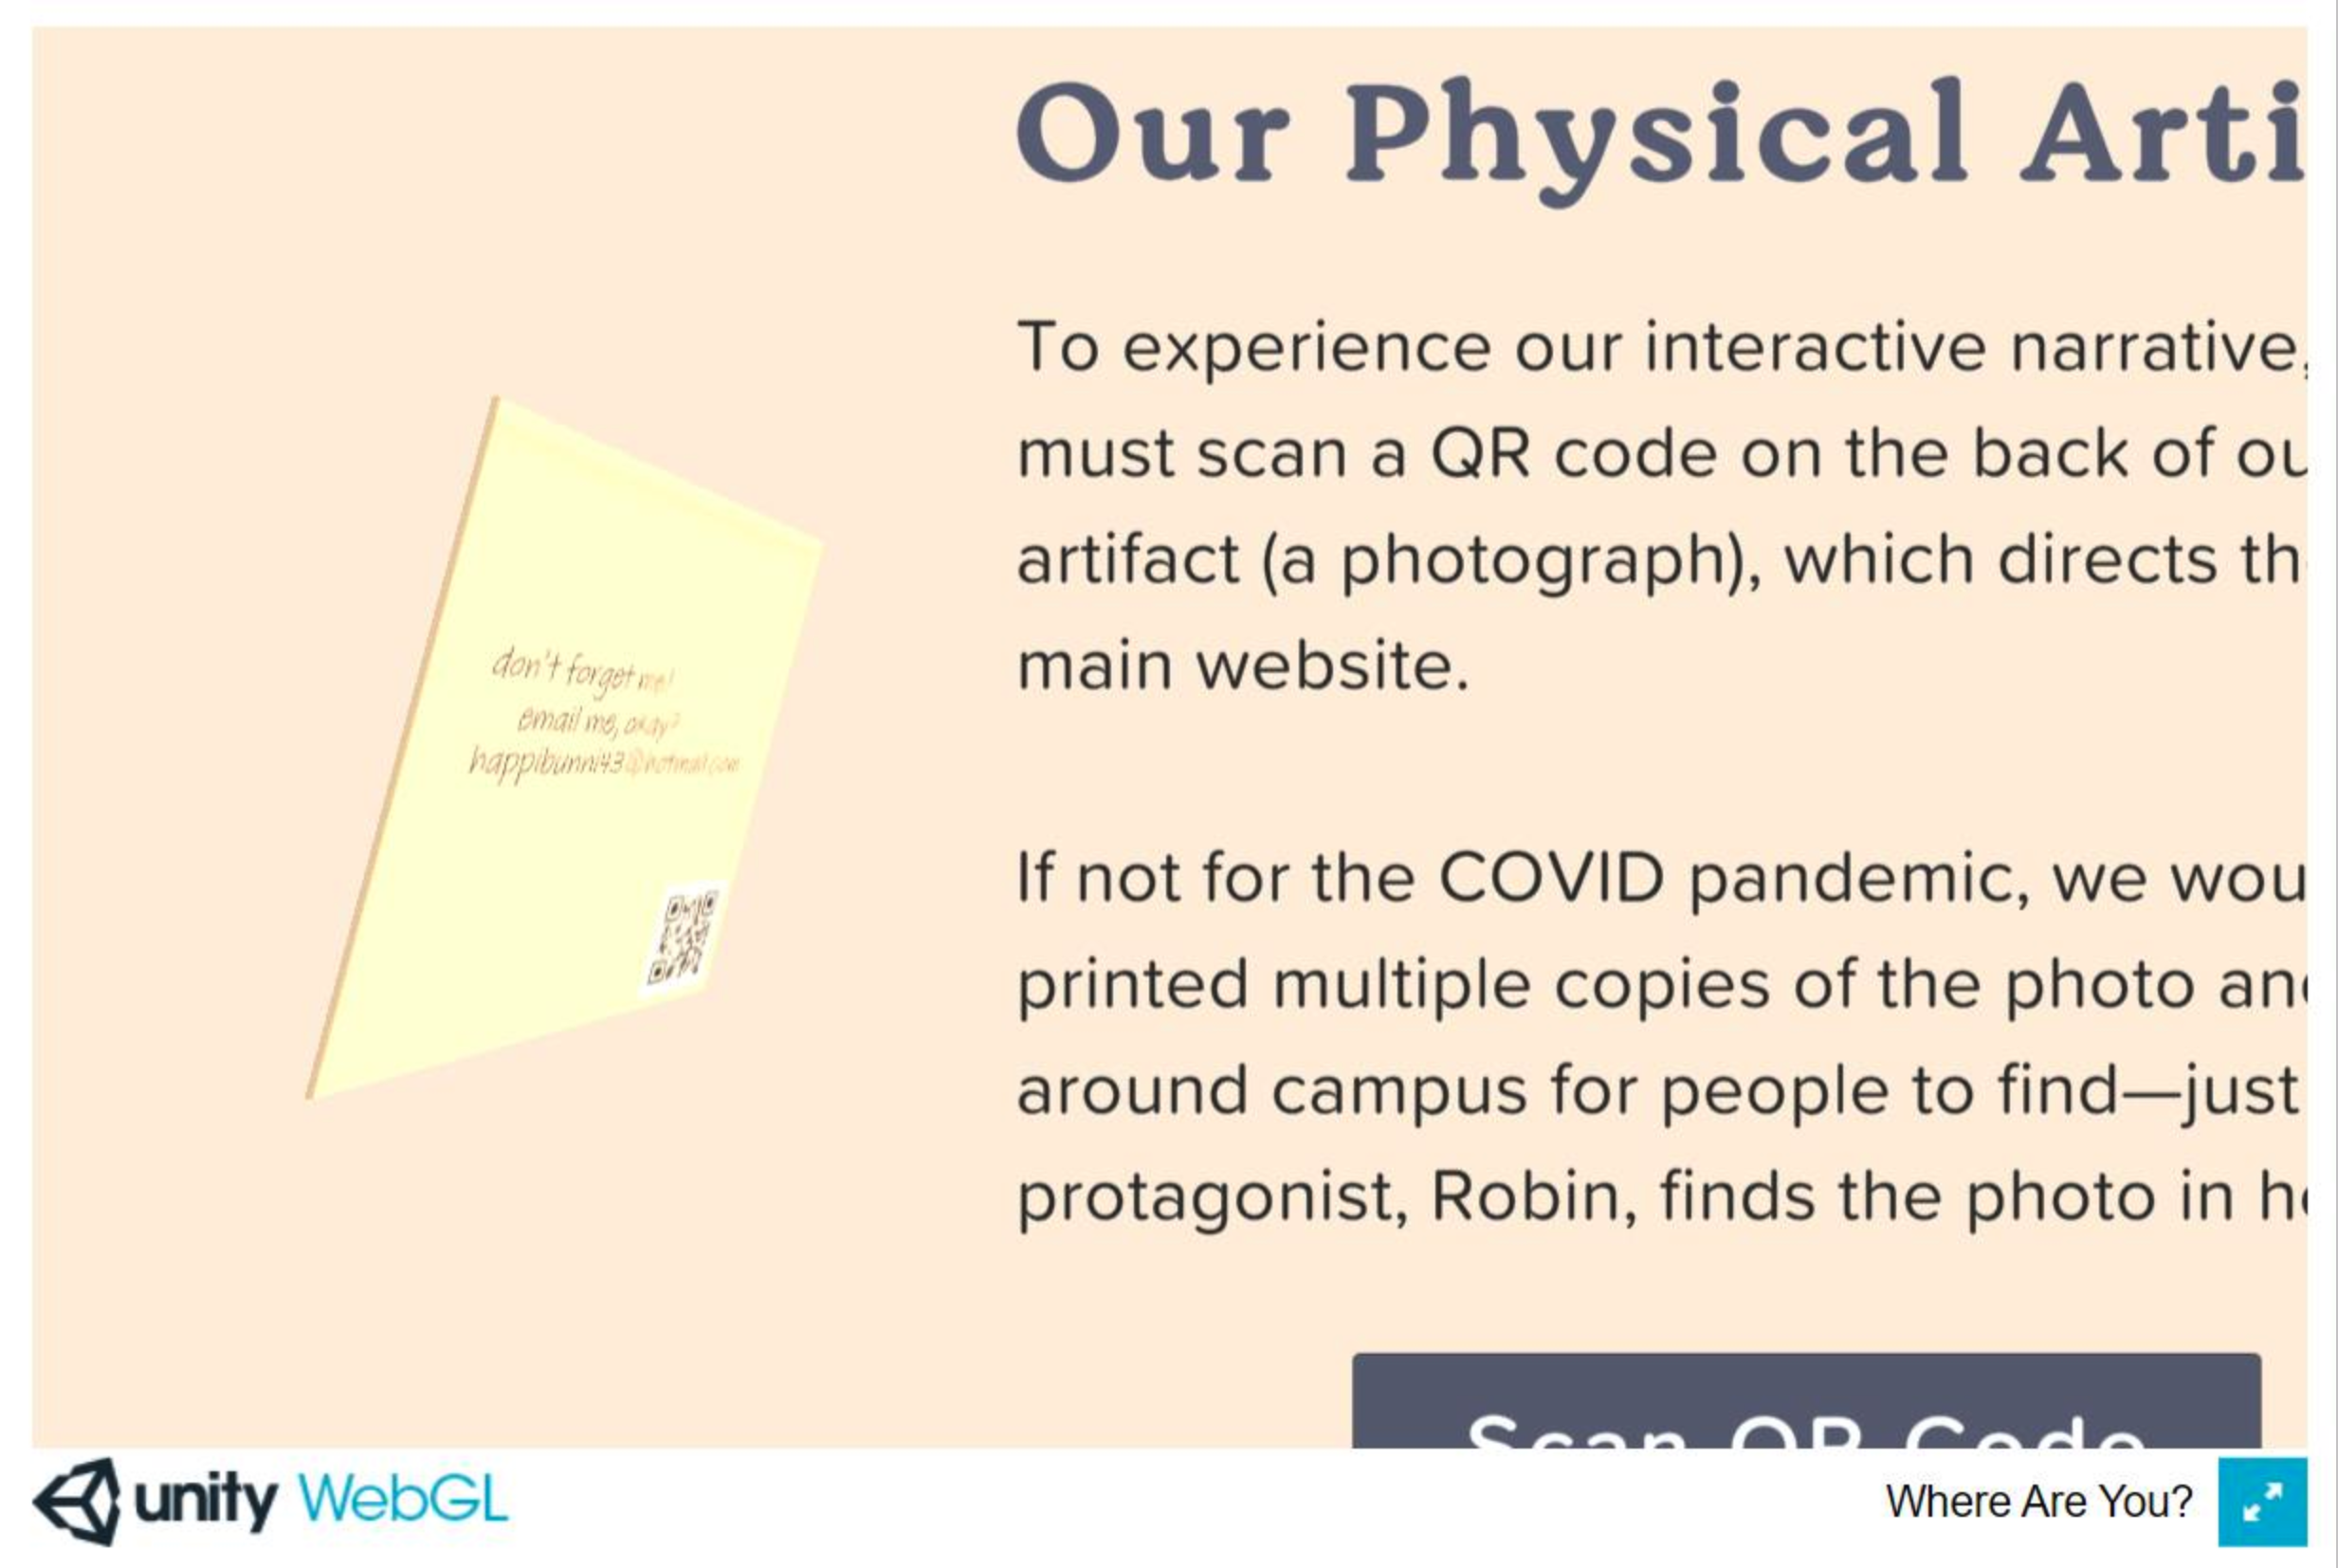 Our Physical Arti
To experience our interactive narrative,
must scan a QR code on the back of ou
artifact (a photograph), which directs th
main website.
If not for the COVID pandemic, we wou
printed multiple copies of the photo and
around campus for people to find—just
protagonist, Robin, finds the photo in he
Scan QR Code
don't forget me!
email me, okay?
happibunni43@hotmail.com
unity WebGL
Where Are You?